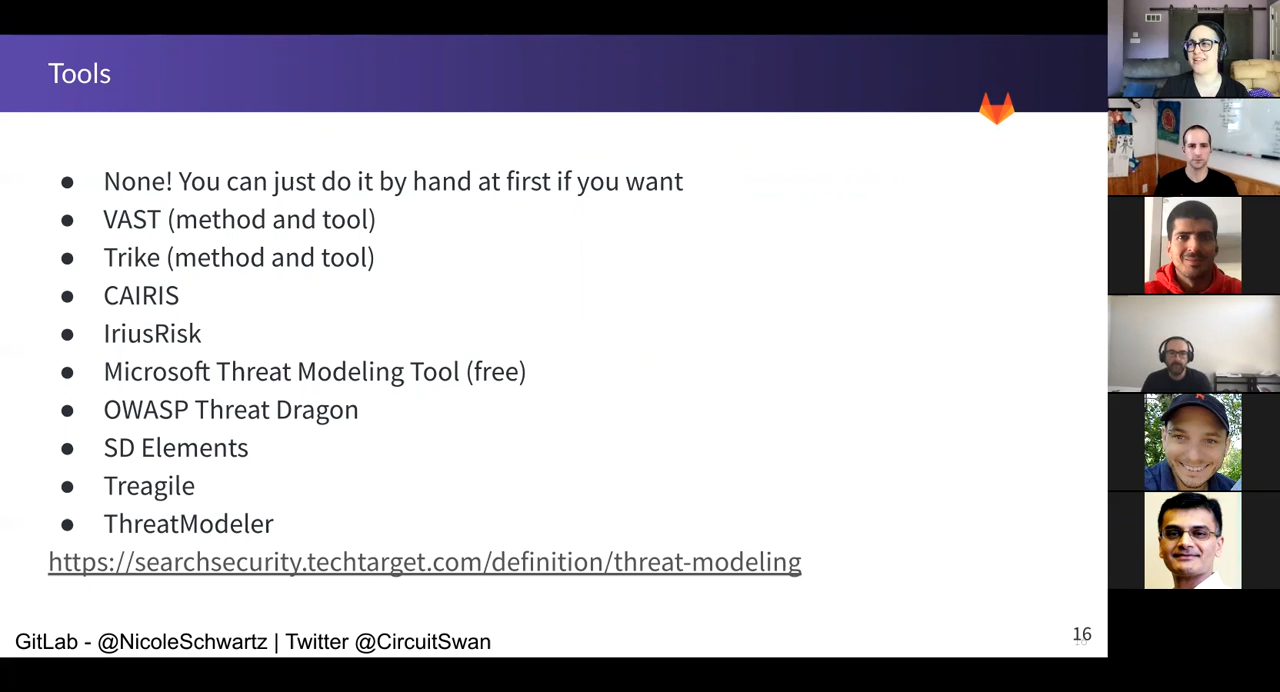 Tools
● None! You can just do it by hand at first if you want
● VAST (method and tool)
● Trike (method and tool)
● CAIRIS
● IriusRisk
● Microsoft Threat Modeling Tool (free)
● OWASP Threat Dragon
● SD Elements
● Treagile
● ThreatModeler
https://searchsecurity.techtarget.com/definition/threat-modeling
GitLab - @NicoleSchwartz | Twitter @CircuitSwan
16